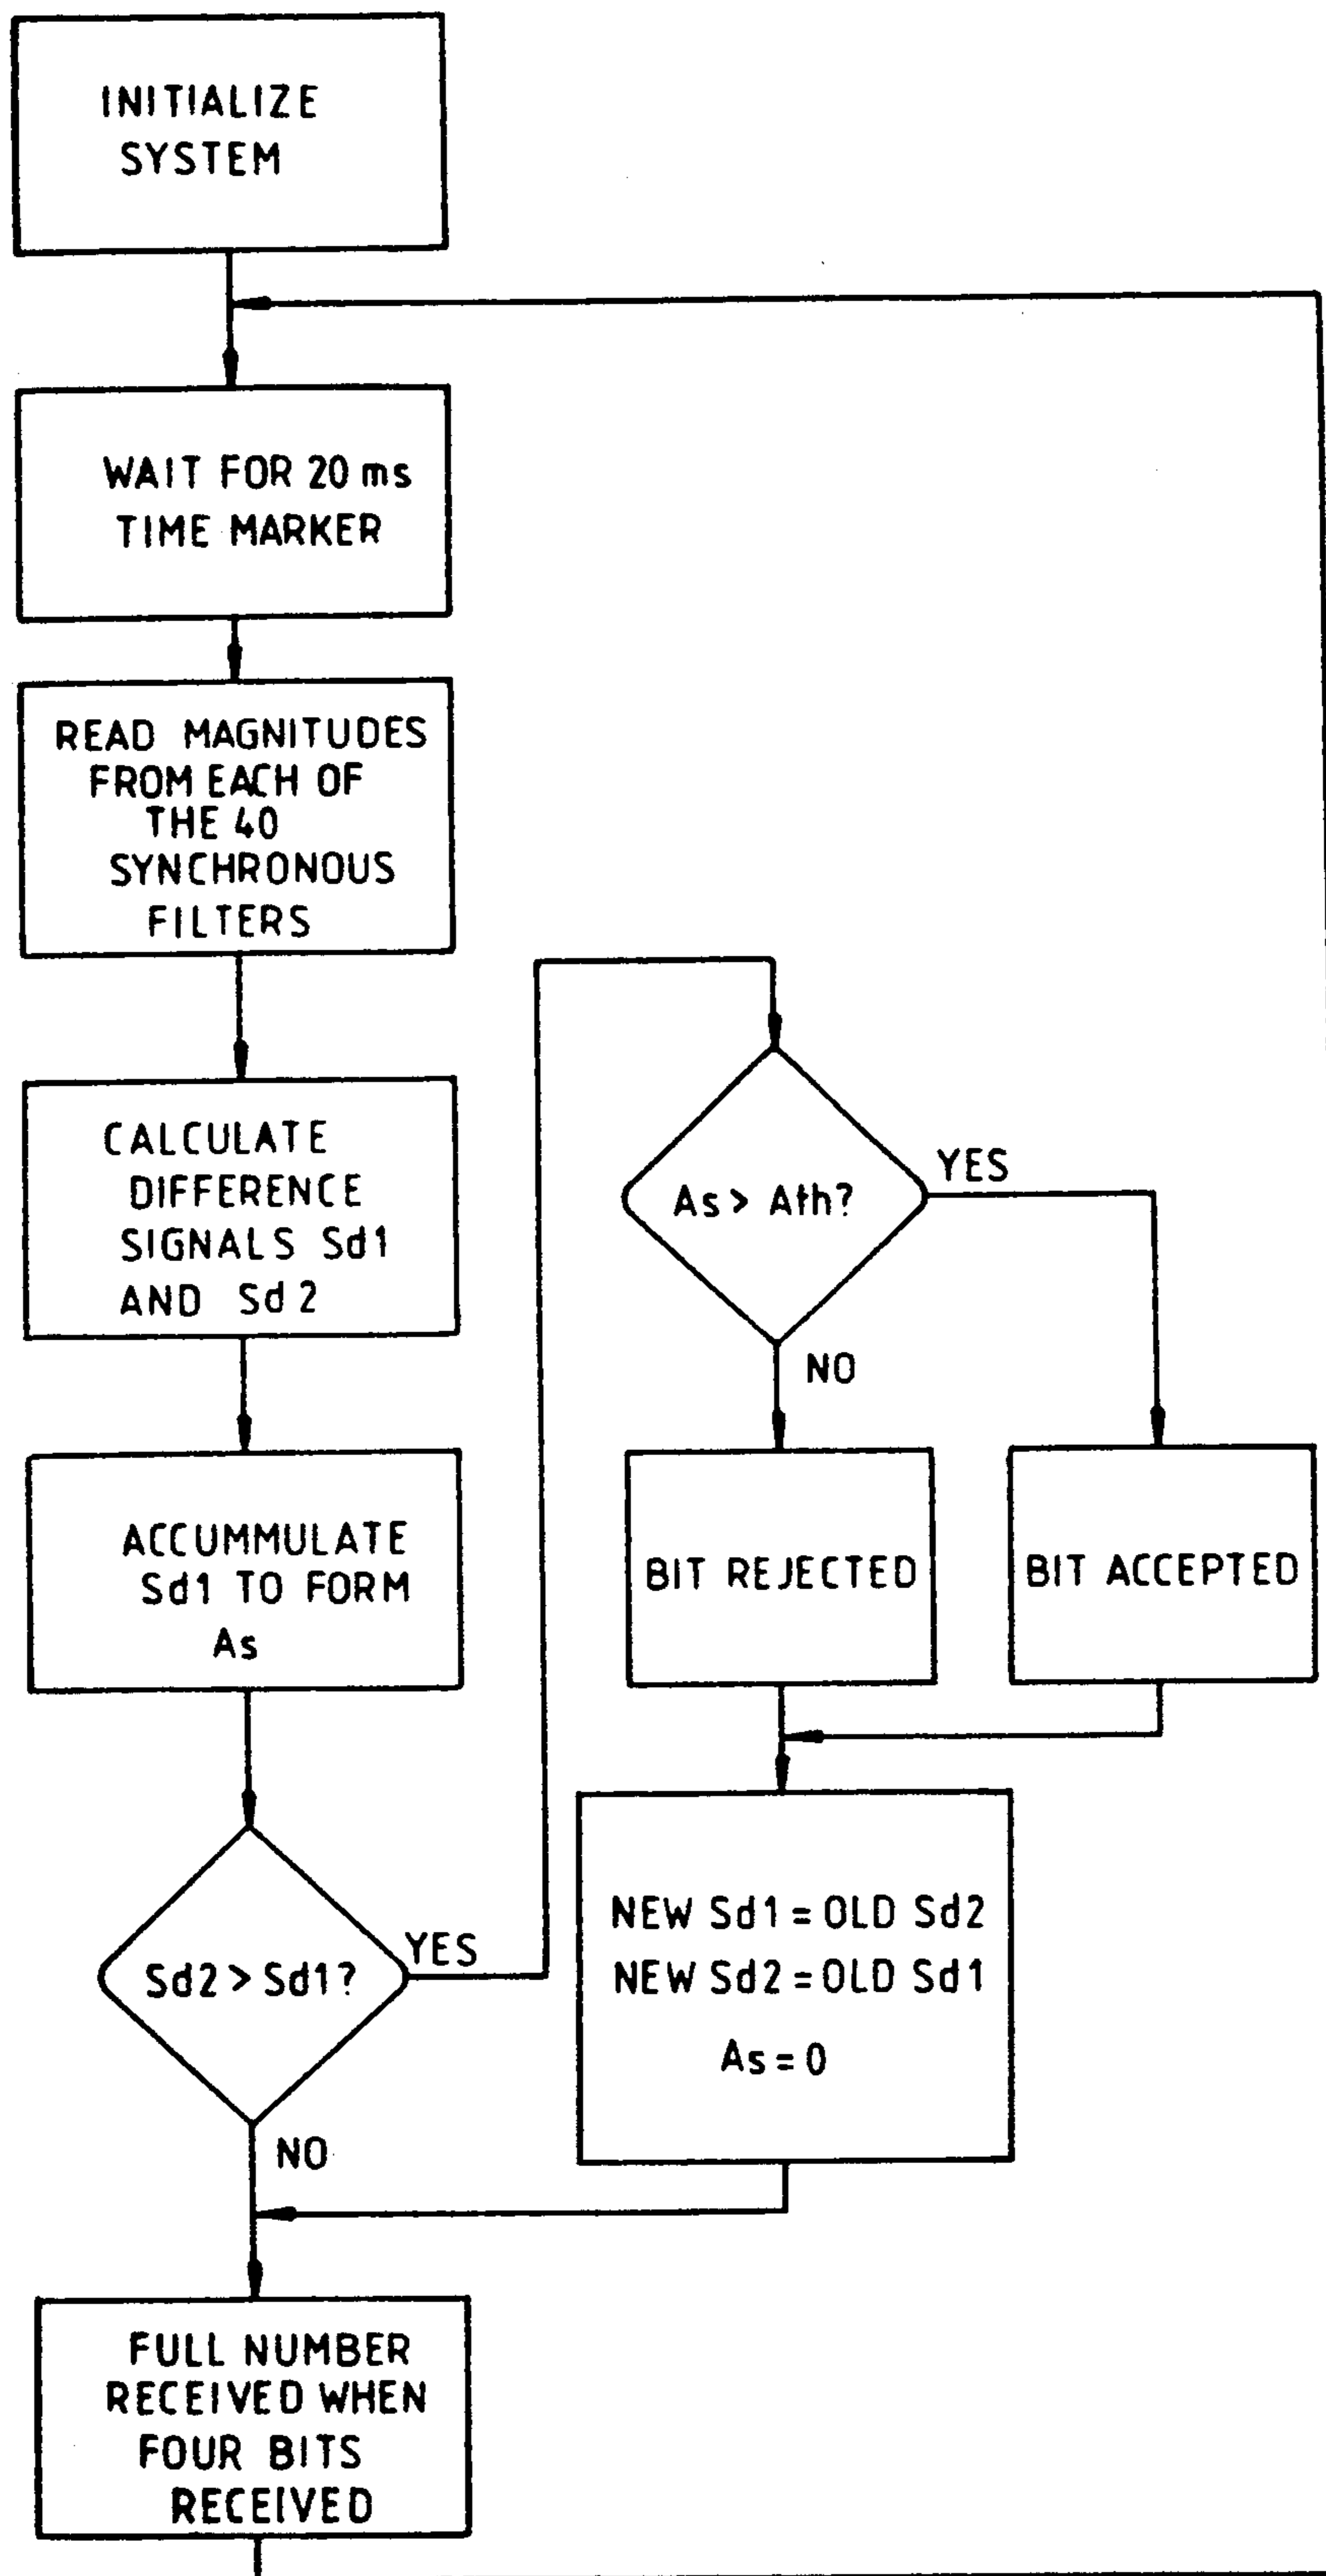 INITIALIZE
SYSTEM
WAIT FOR 20 ms
TIME MARKER
READ MAGNITUDES
FROM EACH OF
THE 40
SYNCHRONOUS
FILTERS
CALCULATE
DIFFERENCE
SIGNALS Sd1
AND Sd2
ACCUMMULATE
Sd1 TO FORM
As
Sd2 > Sd1?
YES
NO
As > Ath?
YES
NO
BIT REJECTED
BIT ACCEPTED
NEW Sd1 = OLD Sd2
NEW Sd2 = OLD Sd1
As = 0
FULL NUMBER
RECEIVED WHEN
FOUR BITS
RECEIVED